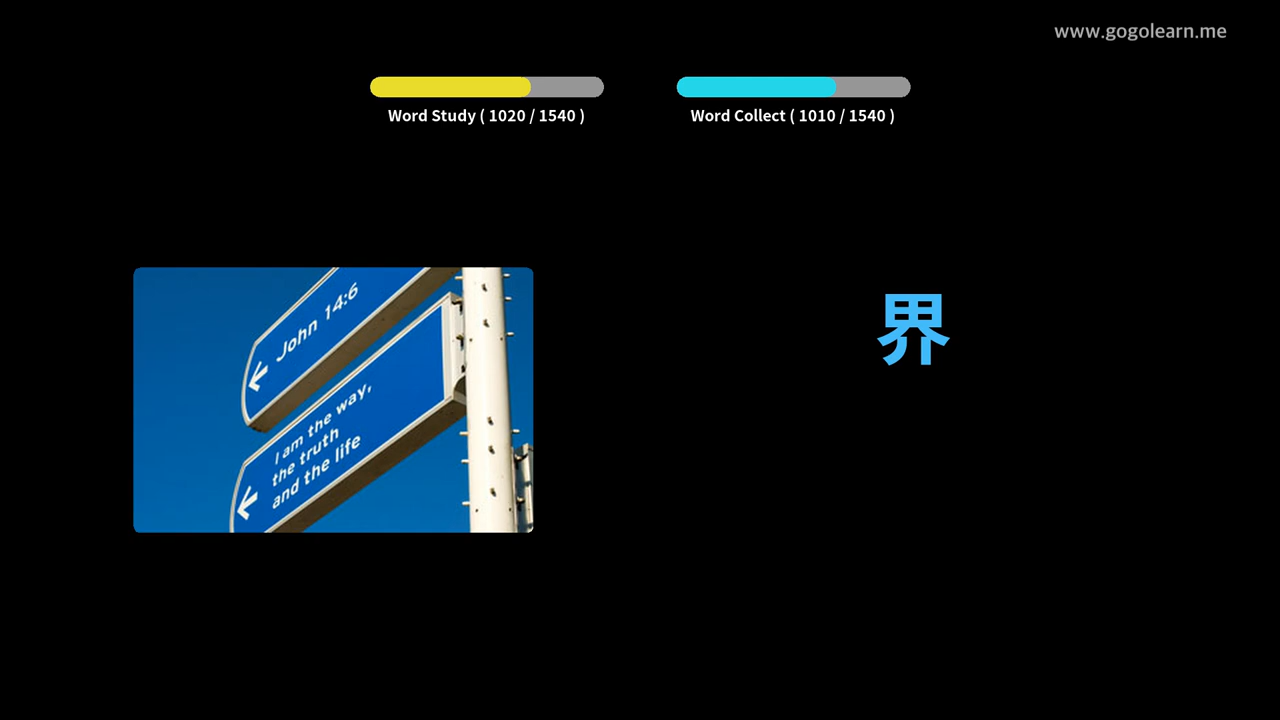 www.gogolearn.me
Word Study ( 1020 / 1540 )
Word Collect ( 1010 / 1540 )
John 14:6
I am the way,
the truth
and the life
界